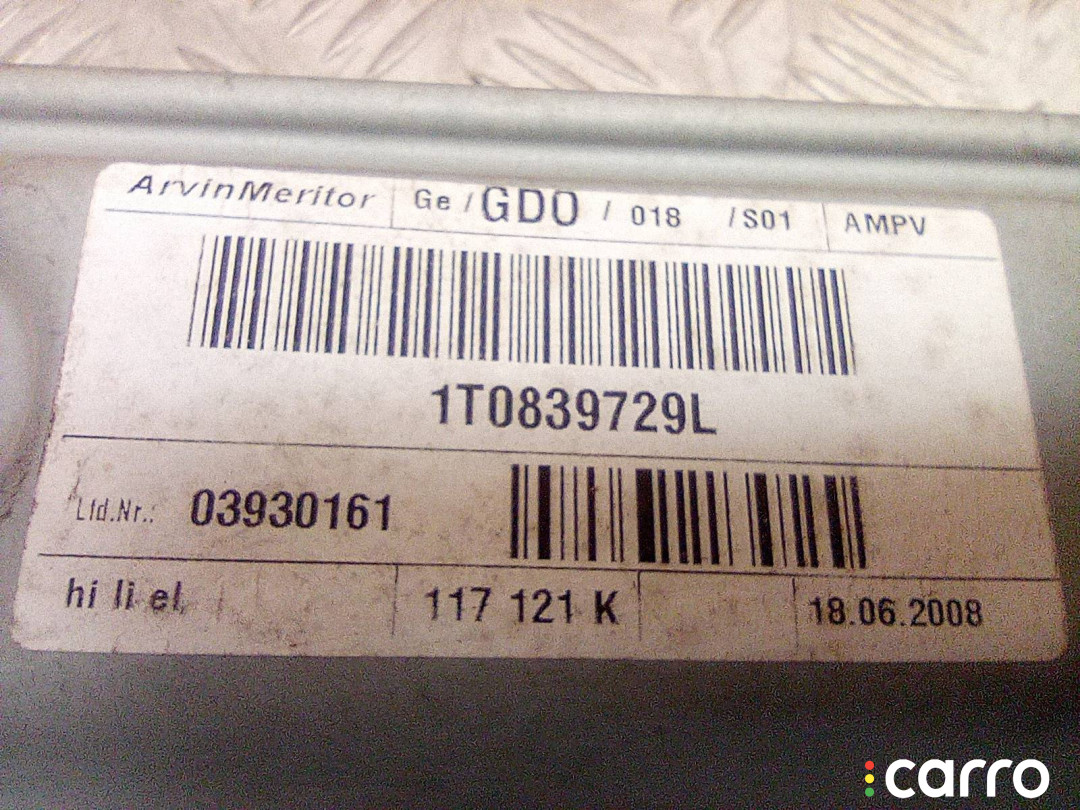 ArvinMeritor Ge / GDO / 018 / S01 AMPV
1T0839729L
Lfd.Nr.: 03930161
hi li el 117 121 K 18.06.2008
carro